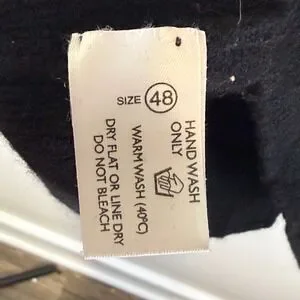 SIZE 48
HAND WASH
ONLY
WARM WASH (40°C)
DRY FLAT OR LINE DRY
DO NOT BLEACH